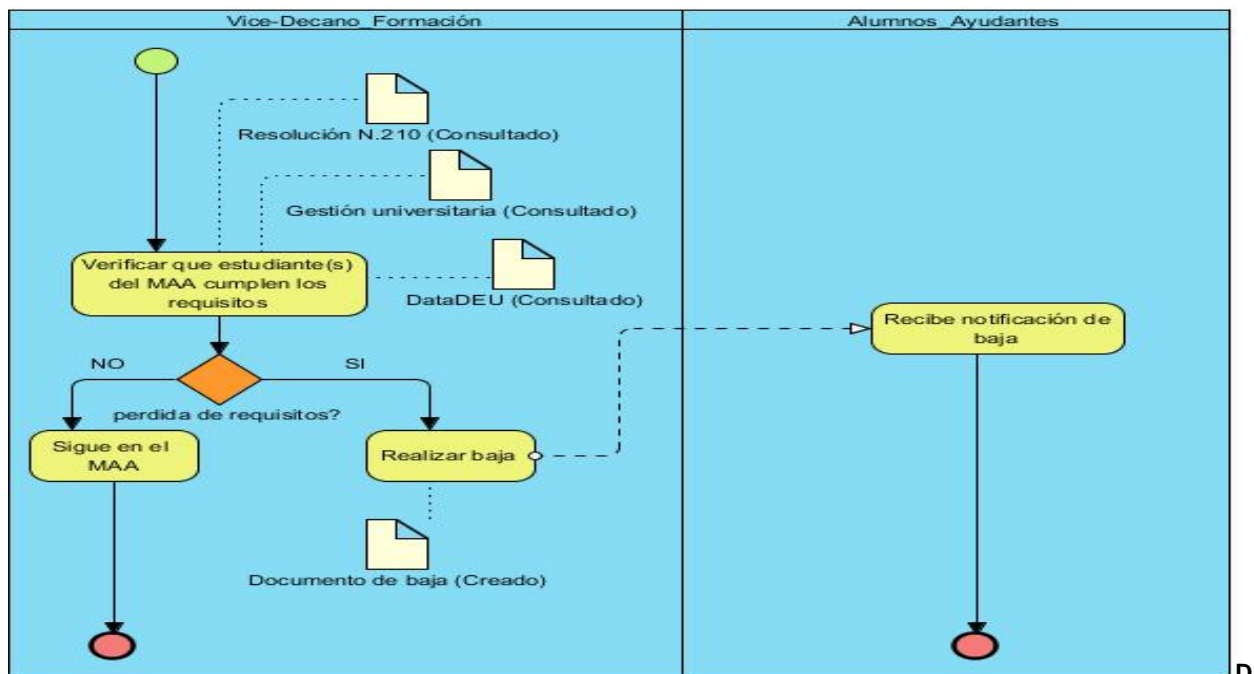 Vice-Decano_Formación
Alumnos_Ayudantes
Resolución N.210 (Consultado)
Gestión universitaria (Consultado)
Verificar que estudiante(s)
del MAA cumplen los
requisitos
DataDEU (Consultado)
Recibe notificación de
baja
NO
SI
perdida de requisitos?
Sigue en el
MAA
Realizar baja
Documento de baja (Creado)
D